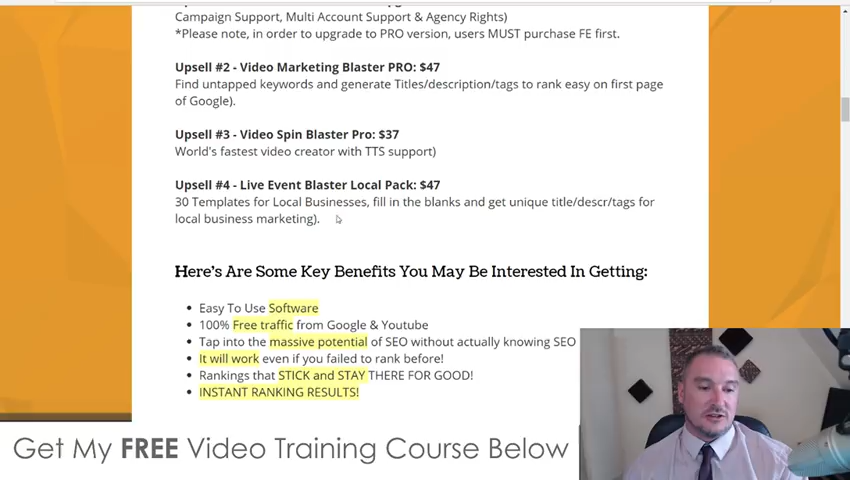 Campaign Support, Multi Account Support & Agency Rights)
*Please note, in order to upgrade to PRO version, users MUST purchase FE first.
Upsell #2 - Video Marketing Blaster PRO: $47
Find untapped keywords and generate Titles/description/tags to rank easy on first page
of Google).
Upsell #3 - Video Spin Blaster Pro: $37
World's fastest video creator with TTS support)
Upsell #4 - Live Event Blaster Local Pack: $47
30 Templates for Local Businesses, fill in the blanks and get unique title/descr/tags for
local business marketing).
Here's Are Some Key Benefits You May Be Interested In Getting:
Easy To Use Software
100% Free traffic from Google & Youtube
Tap into the massive potential of SEO without actually knowing SEO
It will work even if you failed to rank before!
Rankings that STICK and STAY THERE FOR GOOD!
INSTANT RANKING RESULTS!
Get My FREE Video Training Course Below